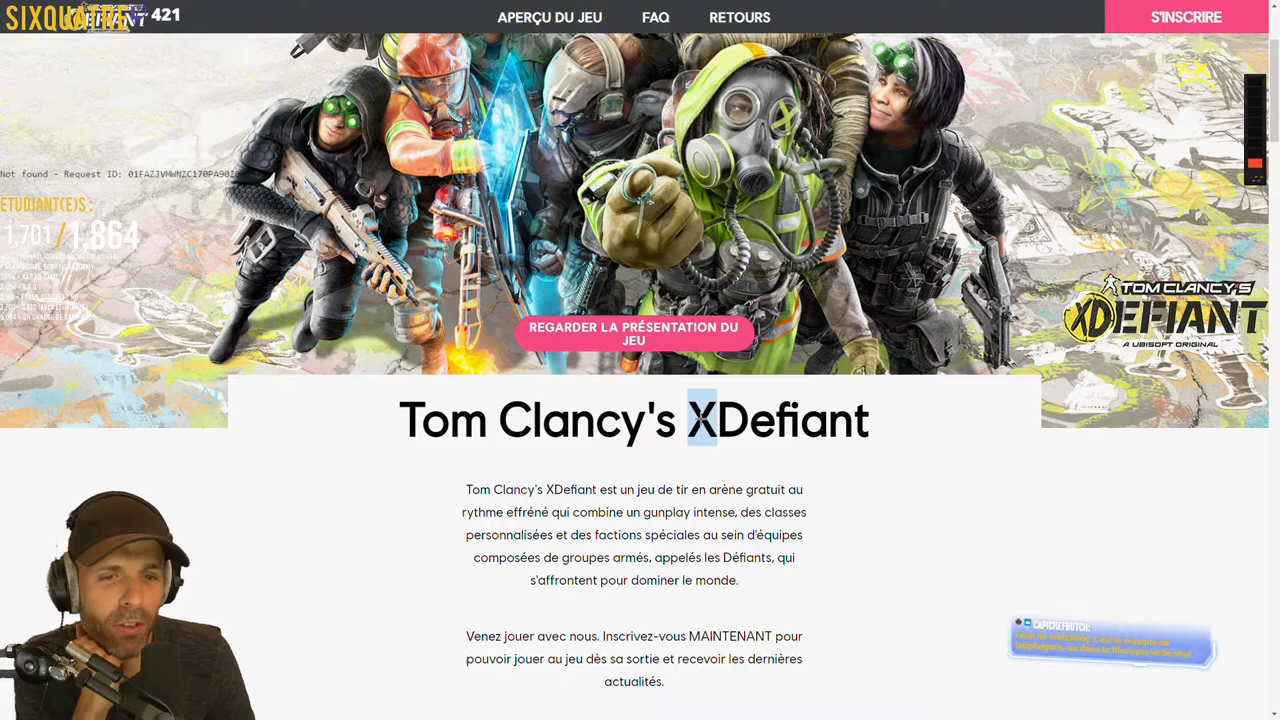 SIXQUATRE
421
APERÇU DU JEU
FAQ
RETOURS
S'INSCRIRE
Not found - Request ID: 01FAZJVMWNZC170PA90Z
ETUDIANT(E)S :
1,701 / 1,864
TOM CLANCY'S
XDEFIANT
A UBISOFT ORIGINAL
REGARDER LA PRÉSENTATION DU
JEU
Tom Clancy's XDefiant
Tom Clancy's XDefiant est un jeu de tir en arène gratuit au
rythme effréné qui combine un gunplay intense, des classes
personnalisées et des factions spéciales au sein d'équipes
composées de groupes armés, appelés les Défiants, qui
s'affrontent pour dominer le monde.
Venez jouer avec nous. Inscrivez-vous MAINTENANT pour
pouvoir jouer au jeu dès sa sortie et recevoir les dernières
actualités.
CAPICHEFBUTCH: